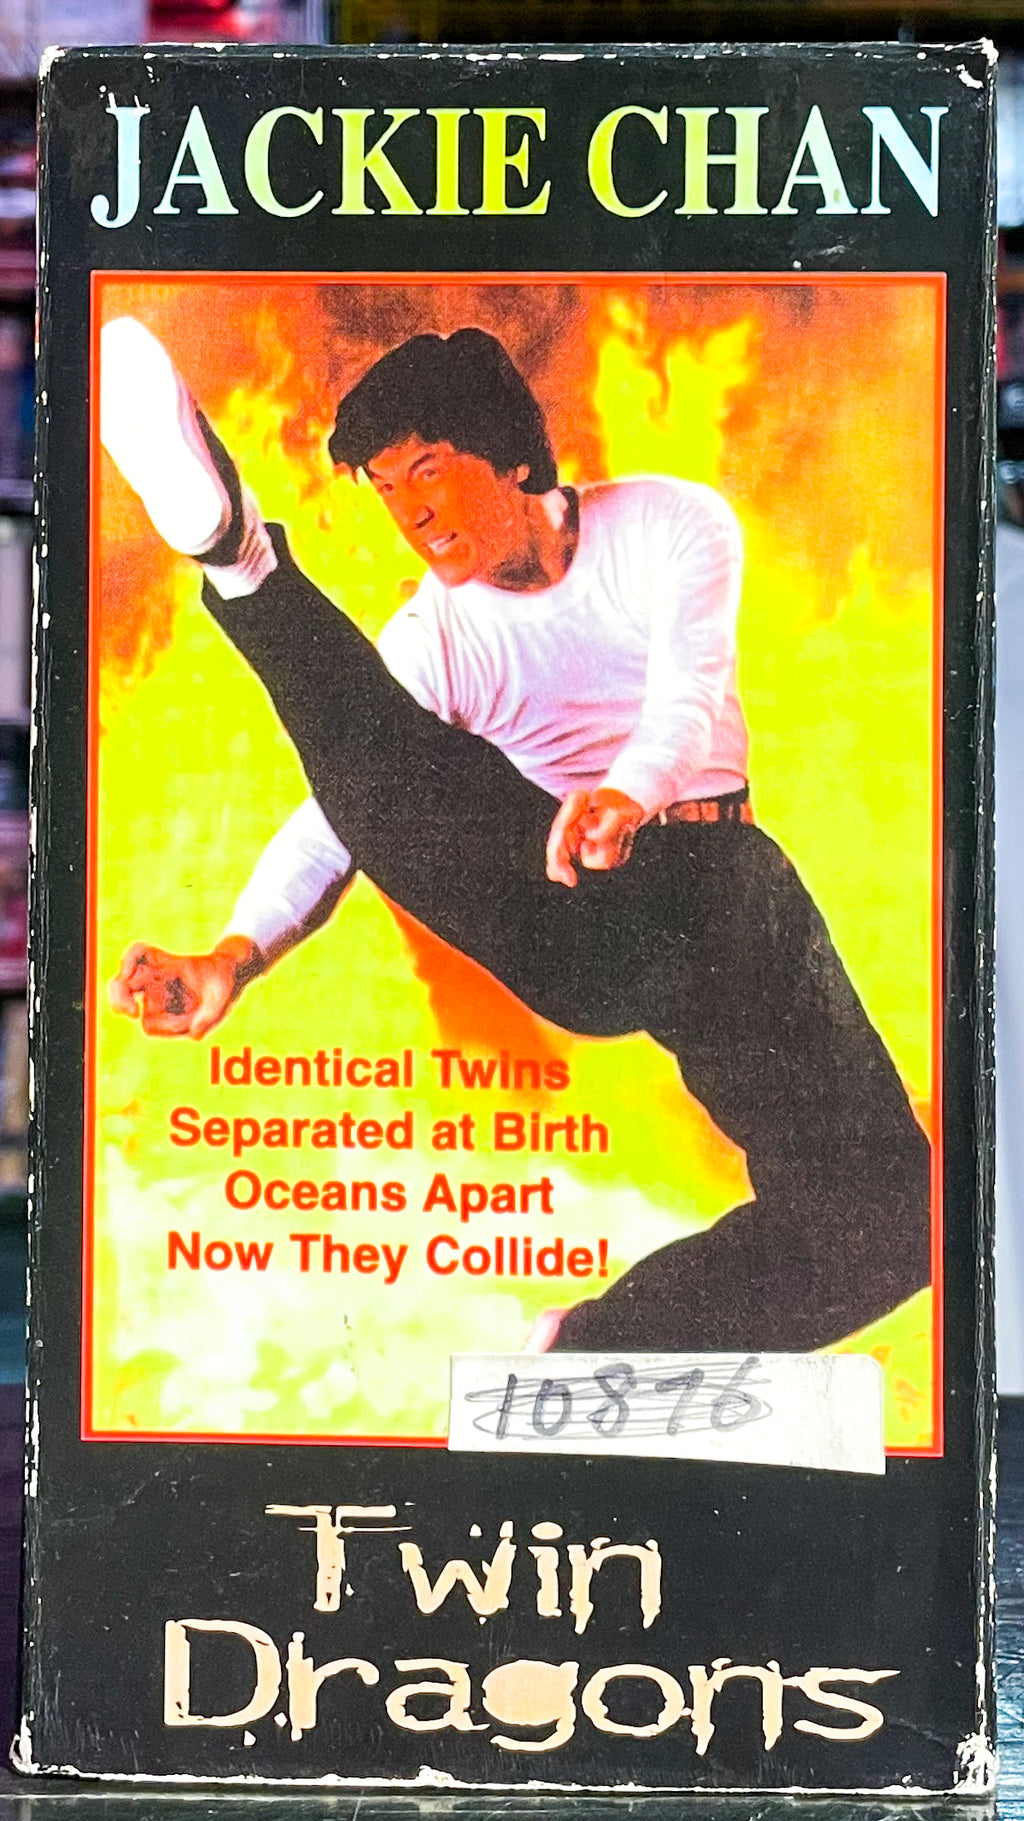 JACKIE CHAN
Identical Twins
Separated at Birth
Oceans Apart
Now They Collide!
10876
Twin
Dragons